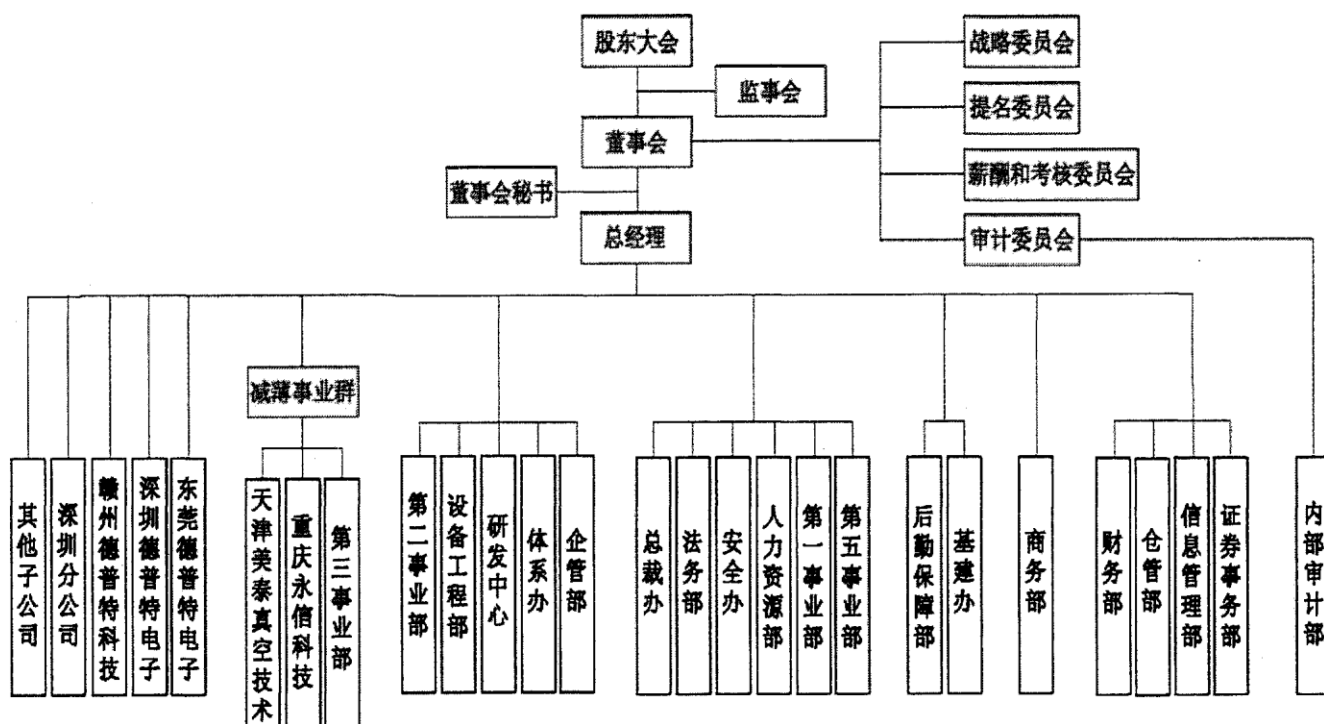 股东大会
监事会
董事会
董事会秘书
总经理
战略委员会
提名委员会
薪酬和考核委员会
审计委员会
减薄事业群
其他子公司
深圳分公司
赣州德普特科技
深圳德普特电子
东莞德普特电子
天津美泰真空技术
重庆永信科技
第三事业部
第二事业部
设备工程部
研发中心
体系办
企管部
总裁办
法务部
安全办
人力资源部
第一事业部
第五事业部
后勤保障部
基建办
商务部
财务部
仓管部
信息管理部
证券事务部
内部审计部